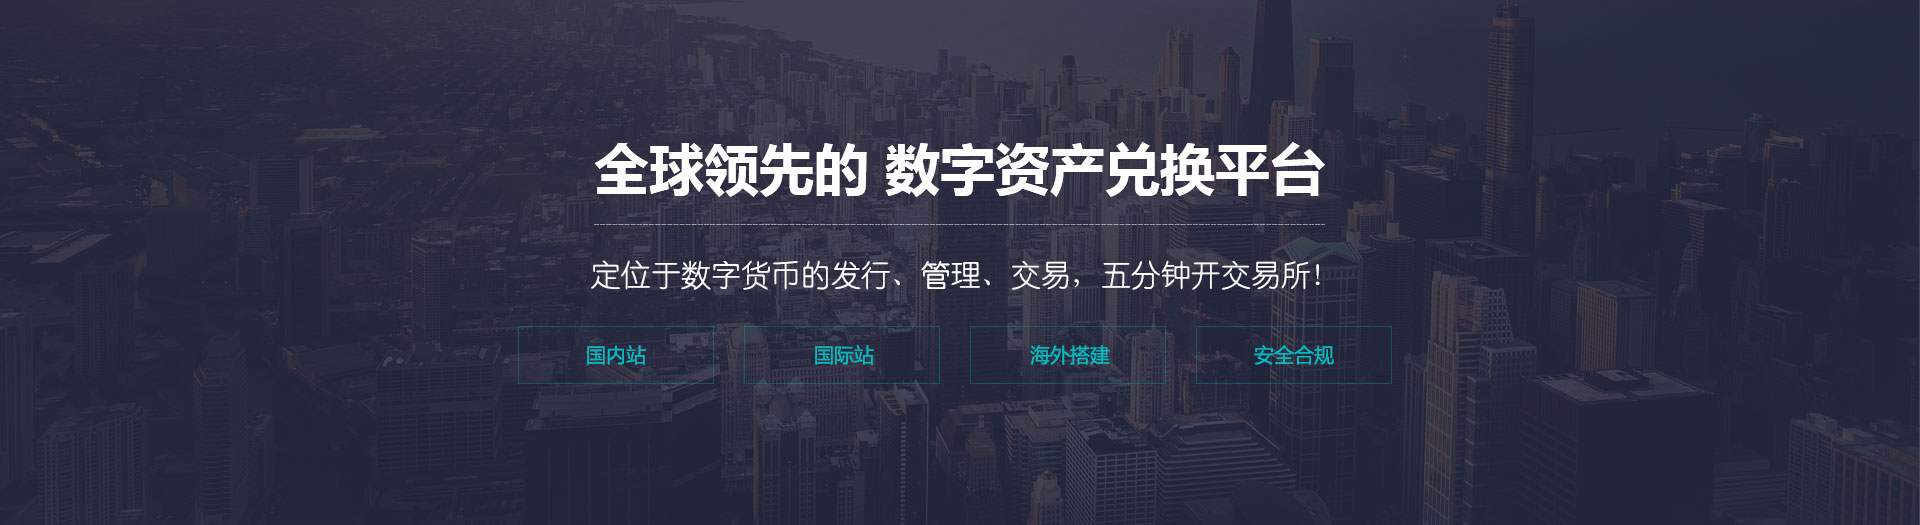 全球领先的 数字资产兑换平台
定位于数字货币的发行、管理、交易，五分钟开交易所！
国内站 国际站 海外搭建 安全合规